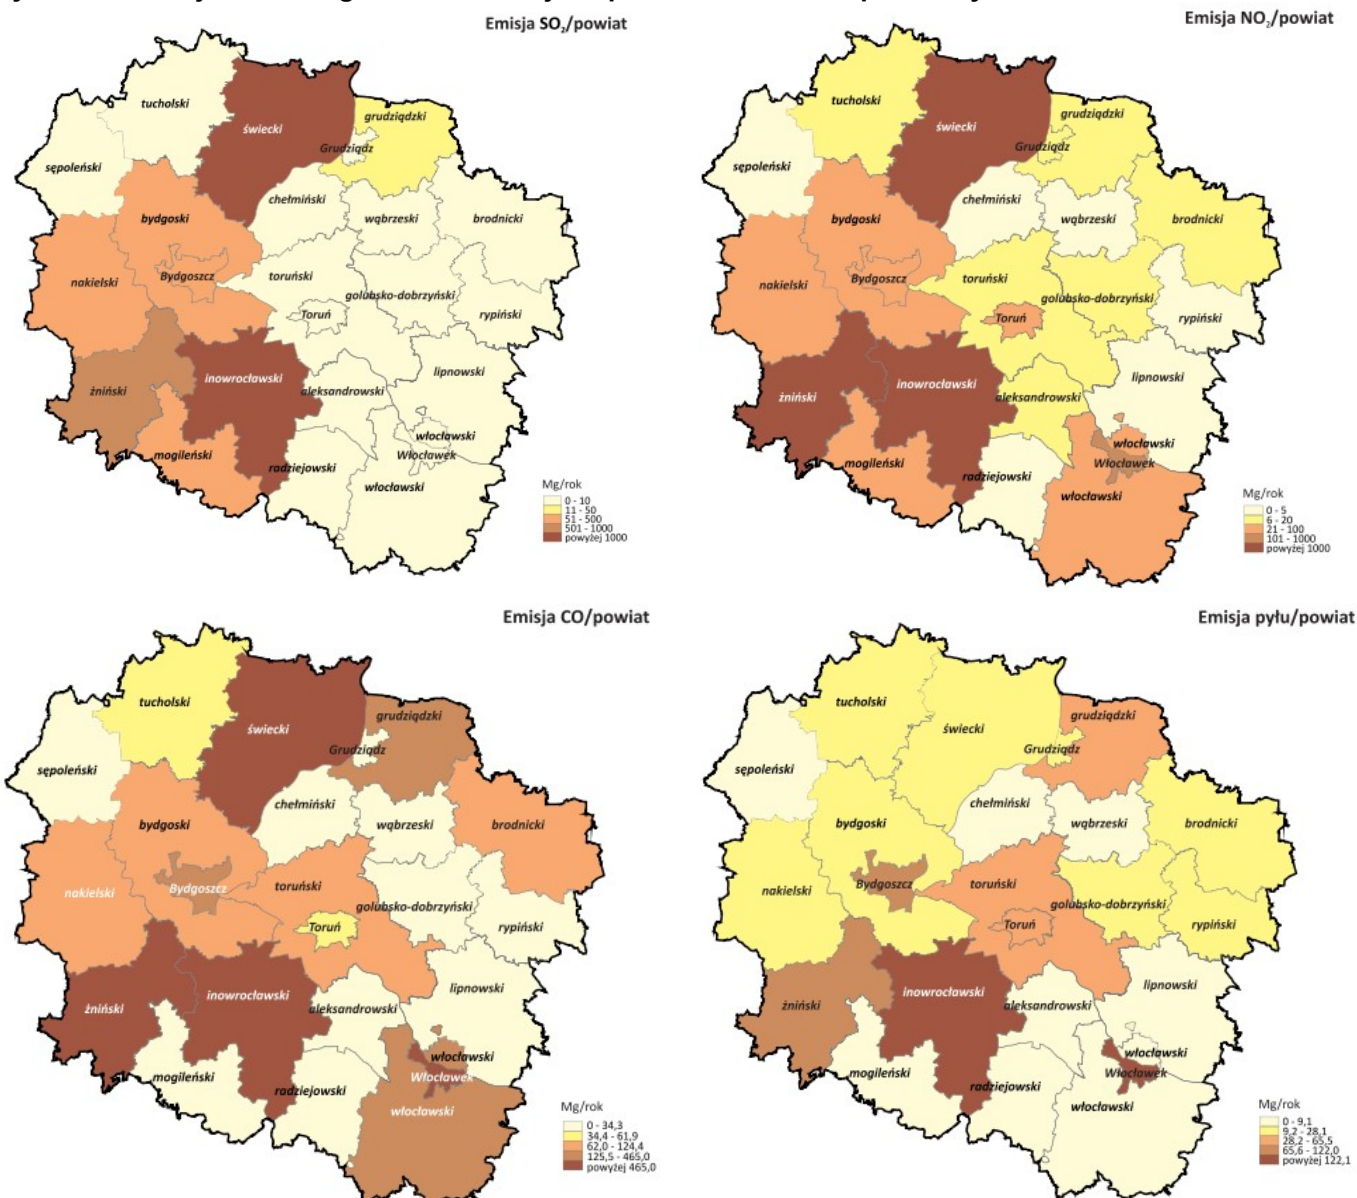 Emisja SO₂/powiat
tucholski
świecki
grudziądzki
Grudziądz
sępoleński
chełmiński
wąbrzeski
brodnicki
bydgoski
Bydgoszcz
nakielski
toruński
golubsko-dobrzyński
Toruń
rypiński
inowrocławski
żniński
aleksandrowski
lipnowski
mogileński
radziejowski
włocławski
Włocławek
włocławski
Mg/rok
0 - 10
11 - 50
51 - 500
501 - 1000
powyżej 1000
Emisja NO₂/powiat
tucholski
świecki
grudziądzki
Grudziądz
sępoleński
chełmiński
wąbrzeski
brodnicki
bydgoski
Bydgoszcz
nakielski
toruński
golubsko-dobrzyński
Toruń
rypiński
inowrocławski
żniński
aleksandrowski
lipnowski
mogileński
radziejowski
włocławski
Włocławek
włocławski
Mg/rok
0 - 5
6 - 20
21 - 100
101 - 1000
powyżej 1000
Emisja CO/powiat
tucholski
świecki
grudziądzki
Grudziądz
sępoleński
chełmiński
wąbrzeski
brodnicki
bydgoski
Bydgoszcz
nakielski
toruński
golubsko-dobrzyński
Toruń
rypiński
inowrocławski
żniński
aleksandrowski
lipnowski
mogileński
radziejowski
włocławski
Włocławek
włocławski
Mg/rok
0 - 34,3
34,4 - 61,9
62,0 - 124,4
125,5 - 465,0
powyżej 465,0
Emisja pyłu/powiat
tucholski
świecki
grudziądzki
Grudziądz
sępoleński
chełmiński
wąbrzeski
brodnicki
bydgoski
Bydgoszcz
nakielski
toruński
golubsko-dobrzyński
Toruń
rypiński
inowrocławski
żniński
aleksandrowski
lipnowski
mogileński
radziejowski
włocławski
Włocławek
włocławski
Mg/rok
0 - 9,1
9,2 - 28,1
28,2 - 65,5
65,6 - 122,0
powyżej 122,1